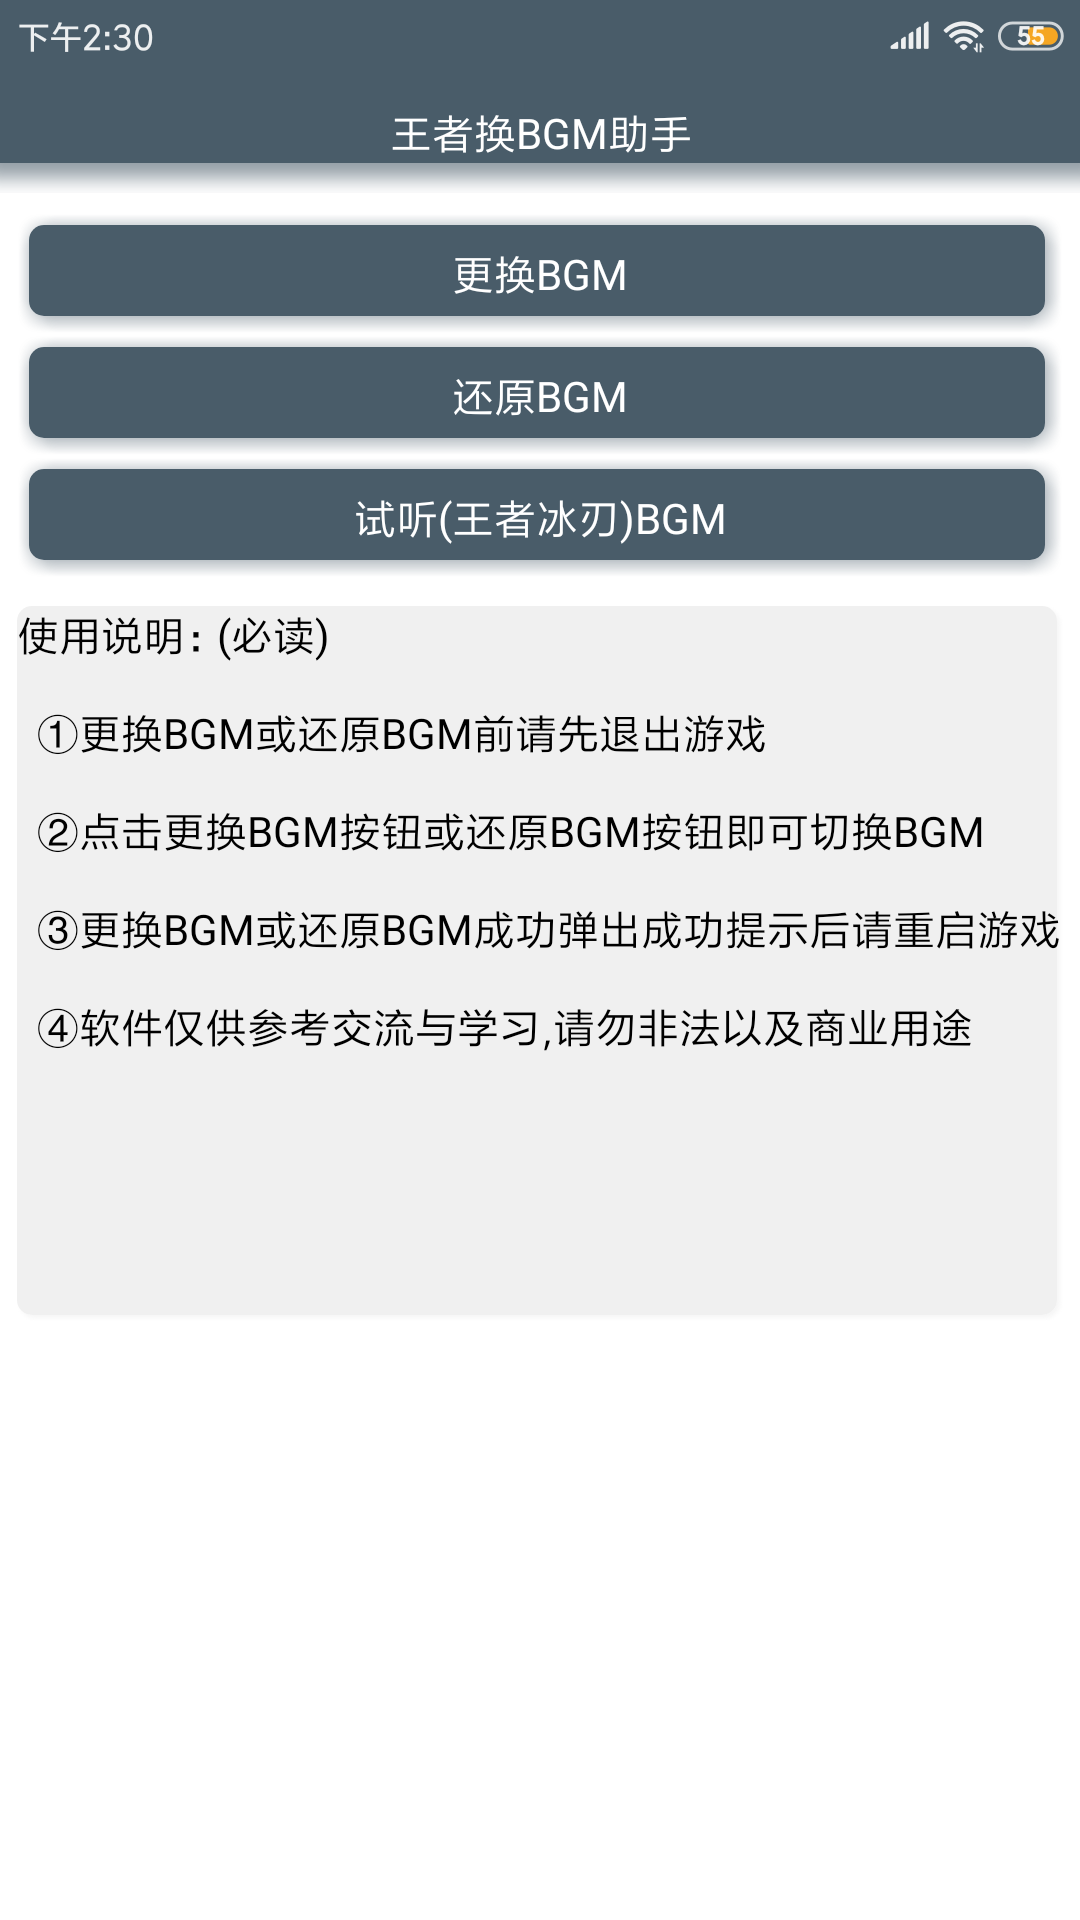 下午2:30
55
王者换BGM助手
更换BGM
还原BGM
试听(王者冰刃)BGM
使用说明：(必读)
①更换BGM或还原BGM前请先退出游戏
②点击更换BGM按钮或还原BGM按钮即可切换BGM
③更换BGM或还原BGM成功弹出成功提示后请重启游戏
④软件仅供参考交流与学习,请勿非法以及商业用途